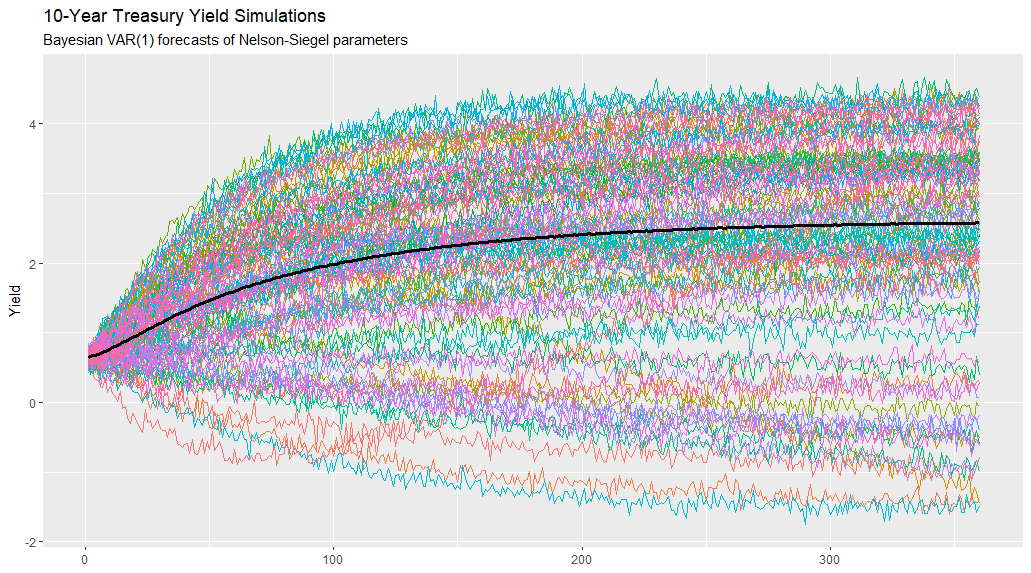 10-Year Treasury Yield Simulations
Bayesian VAR(1) forecasts of Nelson-Siegel parameters
Yield
4
2
0
-2
0 100 200 300